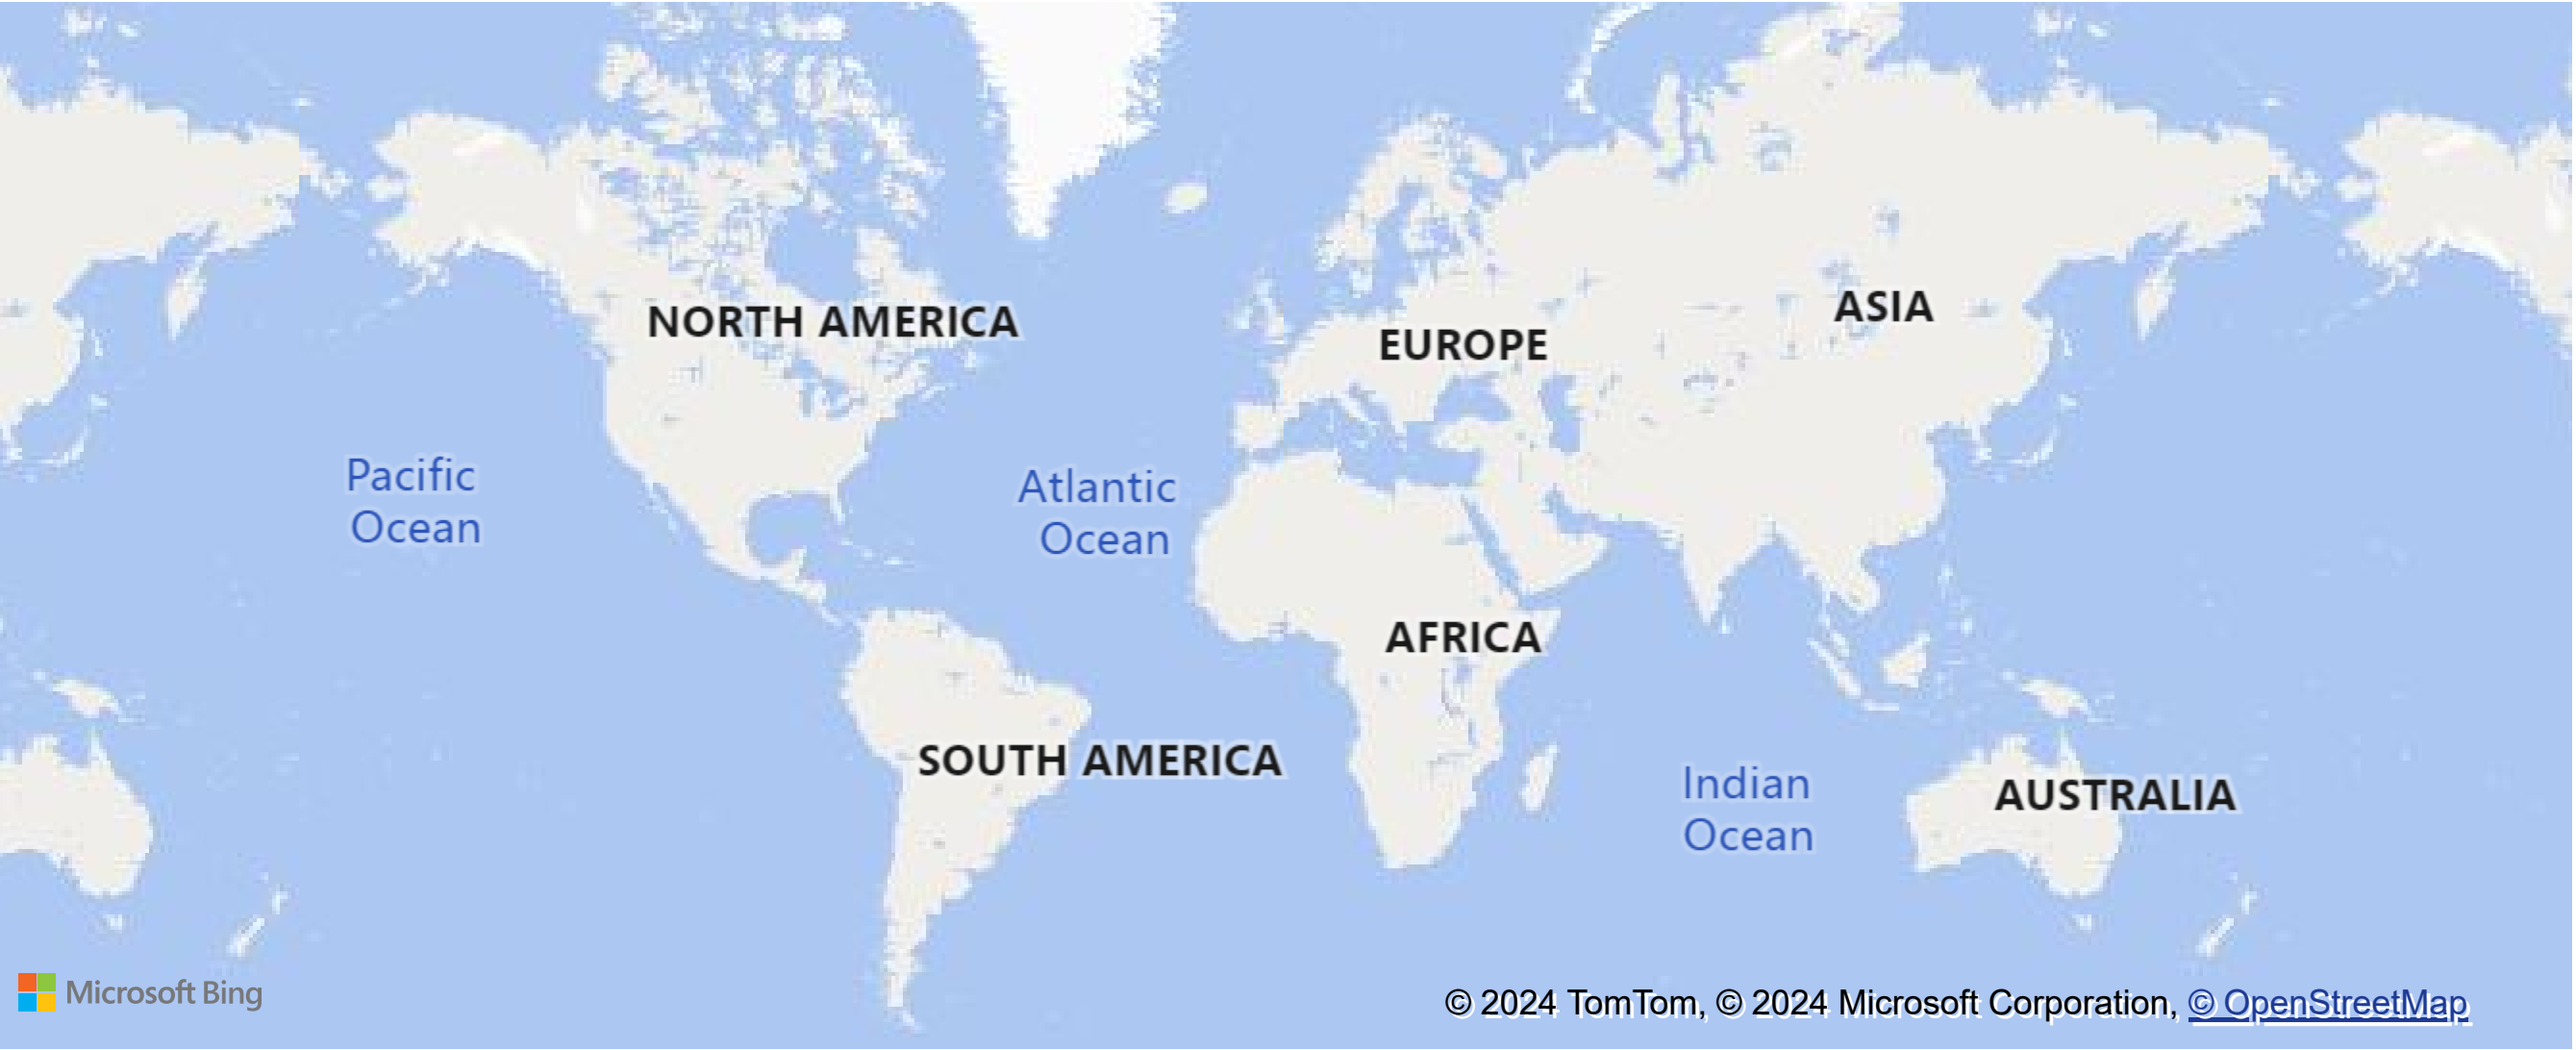 NORTH AMERICA
EUROPE
ASIA
Pacific
Ocean
Atlantic
Ocean
AFRICA
SOUTH AMERICA
Indian
Ocean
AUSTRALIA
Microsoft Bing
© 2024 TomTom, © 2024 Microsoft Corporation, © OpenStreetMap